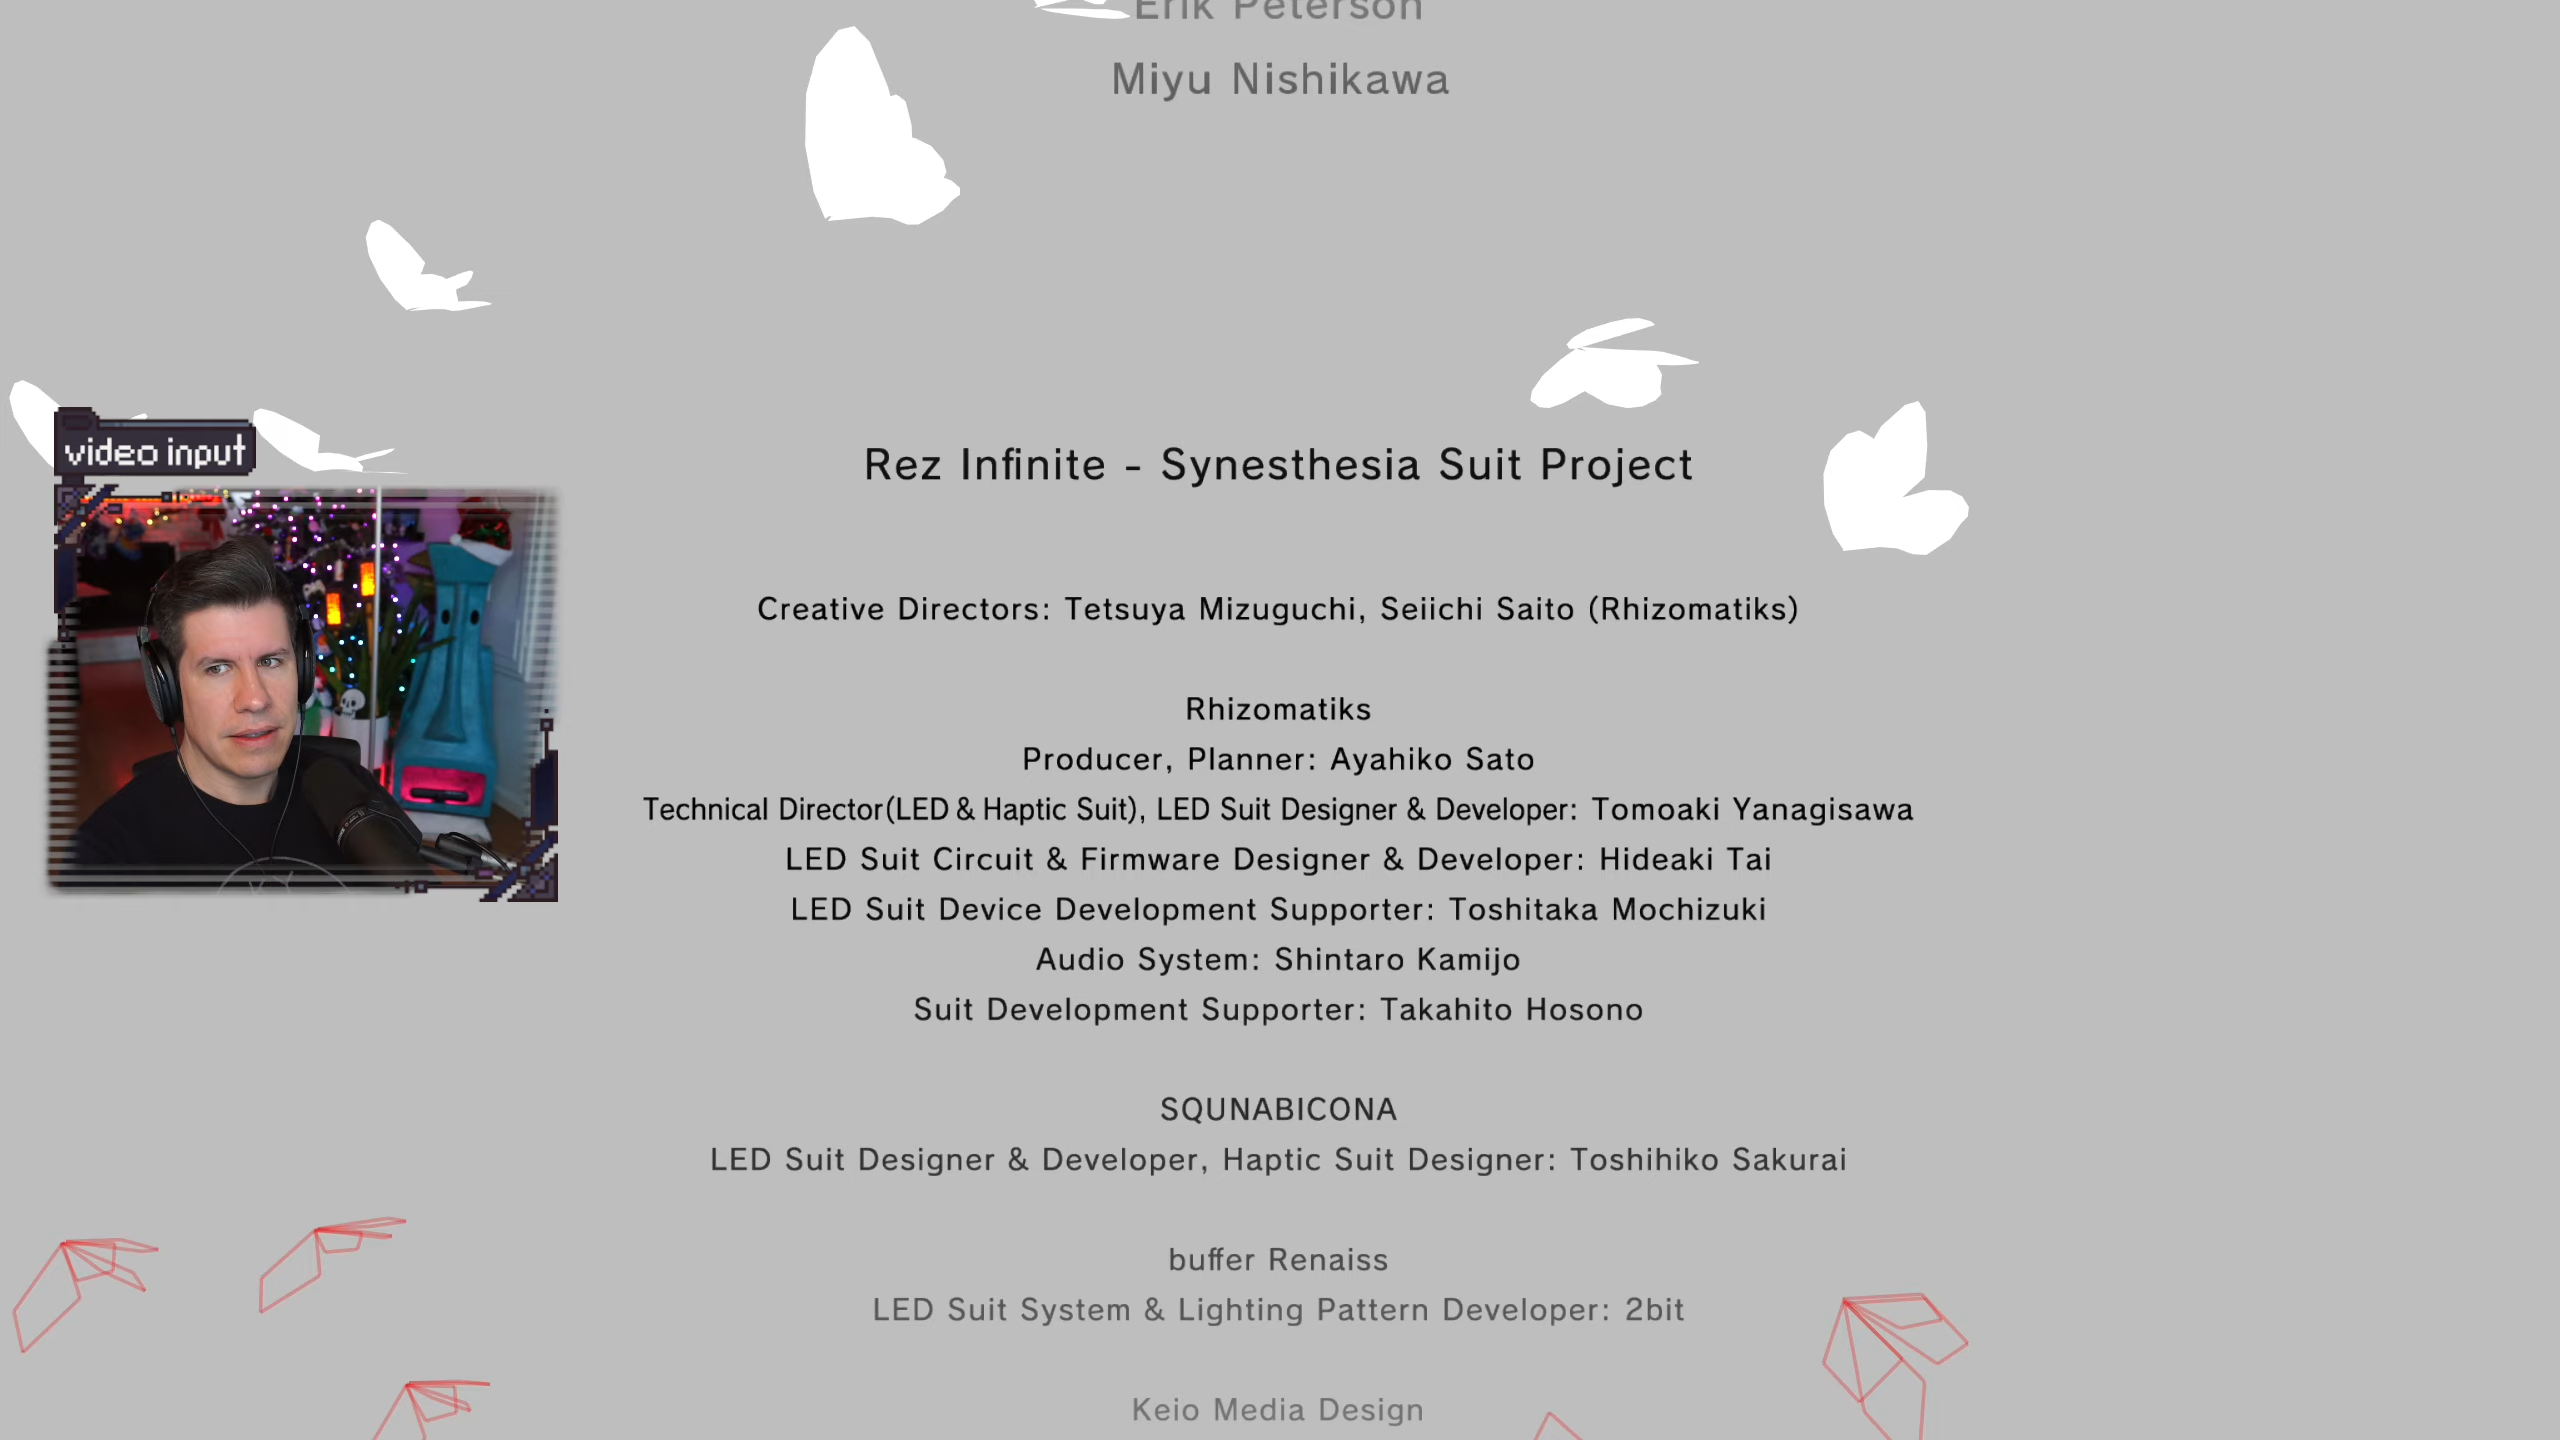 Erik Peterson
Miyu Nishikawa
video input
Rez Infinite - Synesthesia Suit Project
Creative Directors: Tetsuya Mizuguchi, Seiichi Saito (Rhizomatiks)
Rhizomatiks
Producer, Planner: Ayahiko Sato
Technical Director(LED & Haptic Suit), LED Suit Designer & Developer: Tomoaki Yanagisawa
LED Suit Circuit & Firmware Designer & Developer: Hideaki Tai
LED Suit Device Development Supporter: Toshitaka Mochizuki
Audio System: Shintaro Kamijo
Suit Development Supporter: Takahito Hosono
SQUNABICONA
LED Suit Designer & Developer, Haptic Suit Designer: Toshihiko Sakurai
buffer Renaiss
LED Suit System & Lighting Pattern Developer: 2bit
Keio Media Design